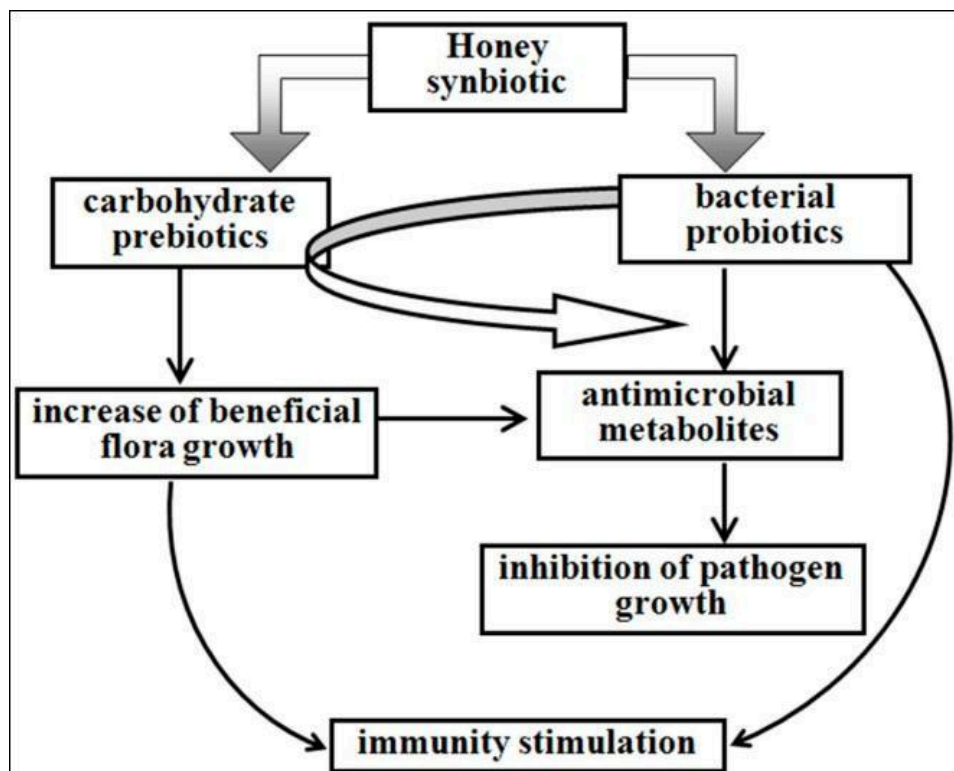 Honey
synbiotic
carbohydrate
prebiotics
bacterial
probiotics
increase of beneficial
flora growth
antimicrobial
metabolites
inhibition of pathogen
growth
immunity stimulation